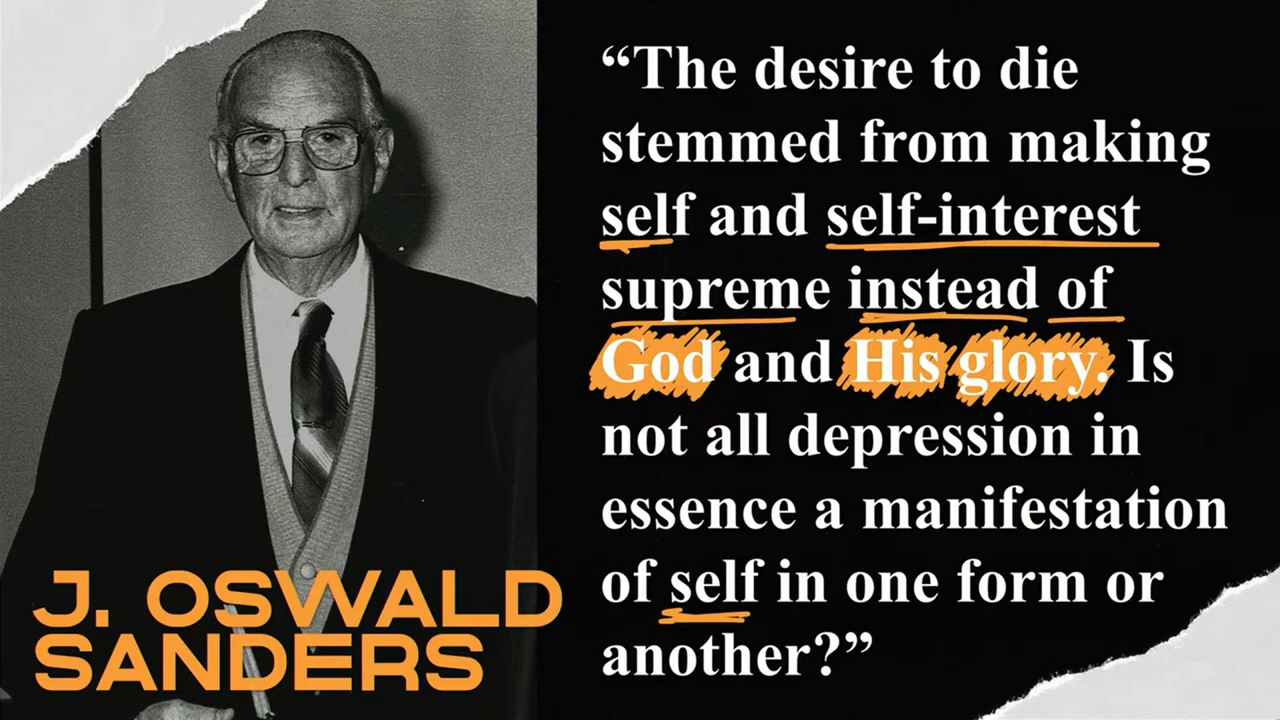 “The desire to die
stemmed from making
self and self-interest
supreme instead of
God and His glory. Is
not all depression in
essence a manifestation
of self in one form or
another?”
J. OSWALD
SANDERS